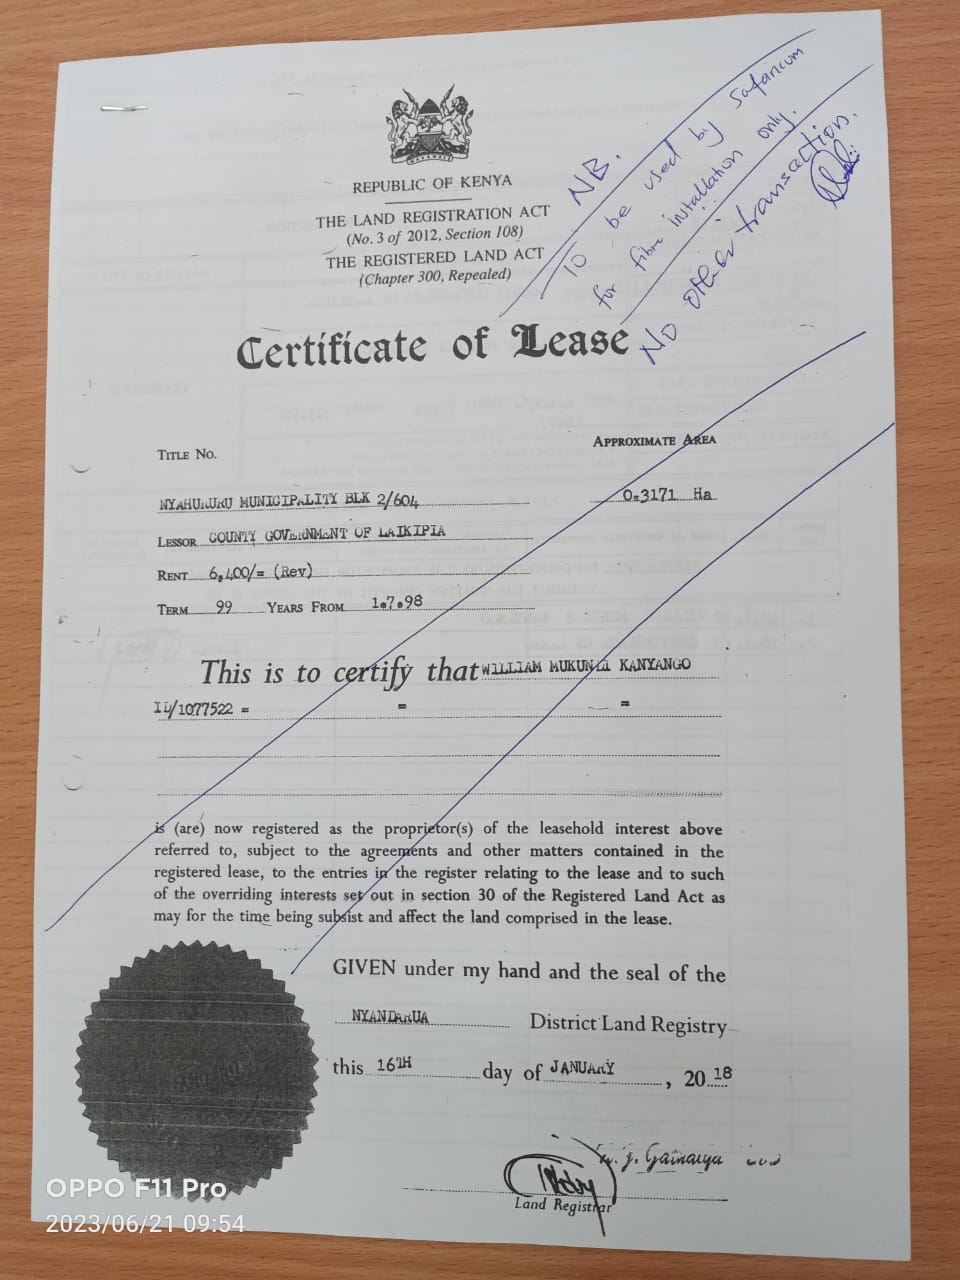 NB.
To be used by Safaricom
for fibre installation only.
No other transaction.
REPUBLIC OF KENYA
THE LAND REGISTRATION ACT
(No. 3 of 2012, Section 108)
THE REGISTERED LAND ACT
(Chapter 300, Repealed)
Certificate of Lease
APPROXIMATE AREA
TITLE NO.
NYAHURURU MUNICIPALITY BLK 2/604 0.3171 Ha
LESSOR COUNTY GOVERNMENT OF LAIKIPIA
RENT 6,400/= (Rev)
TERM 99 YEARS FROM 1.7.98
This is to certify that WILLIAM KANYANGO
1077522 = = =
is (are) now registered as the proprietor(s) of the leasehold interest above
referred to, subject to the agreements and other matters contained in the
registered lease, to the entries in the register relating to the lease and to such
of the overriding interests set out in section 30 of the Registered Land Act as
may for the time being subsist and affect the land comprised in the lease.
GIVEN under my hand and the seal of the
NYANDARUA District Land Registry
this 16TH day of JANUARY, 20 18
Land Registrar
OPPO F11 Pro
2023/06/21 09:54